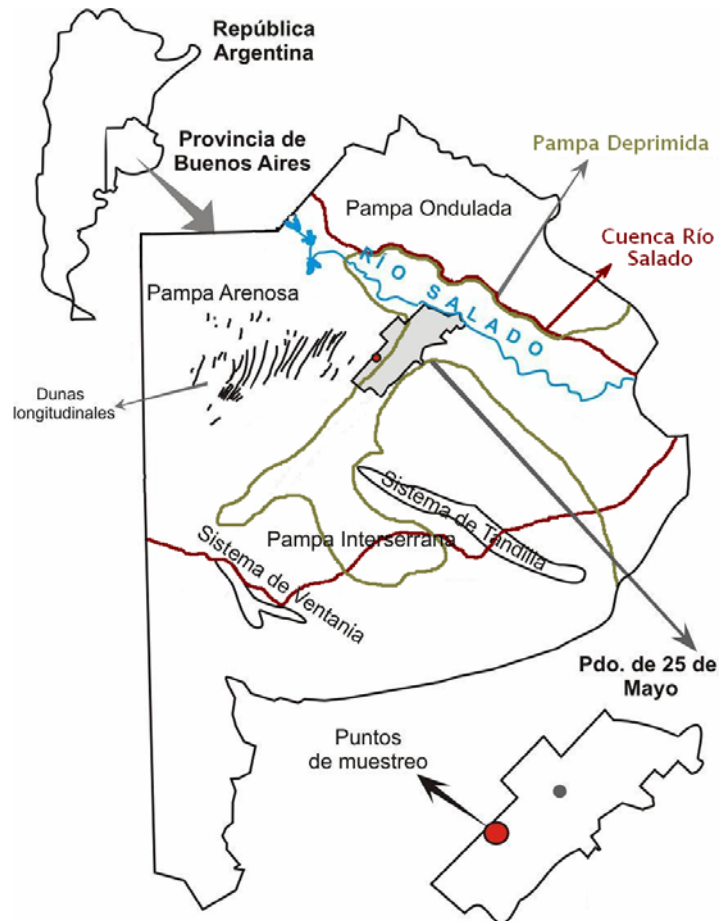 República
Argentina
Provincia de
Buenos Aires
Pampa Deprimida
Pampa Ondulada
Cuenca Río
Salado
RÍO SALADO
Pampa Arenosa
Dunas
longitudinales
Sistema de Tandilla
Pampa Interserrana
Sistema de
Ventania
Pdo. de 25 de
Mayo
Puntos
de muestreo